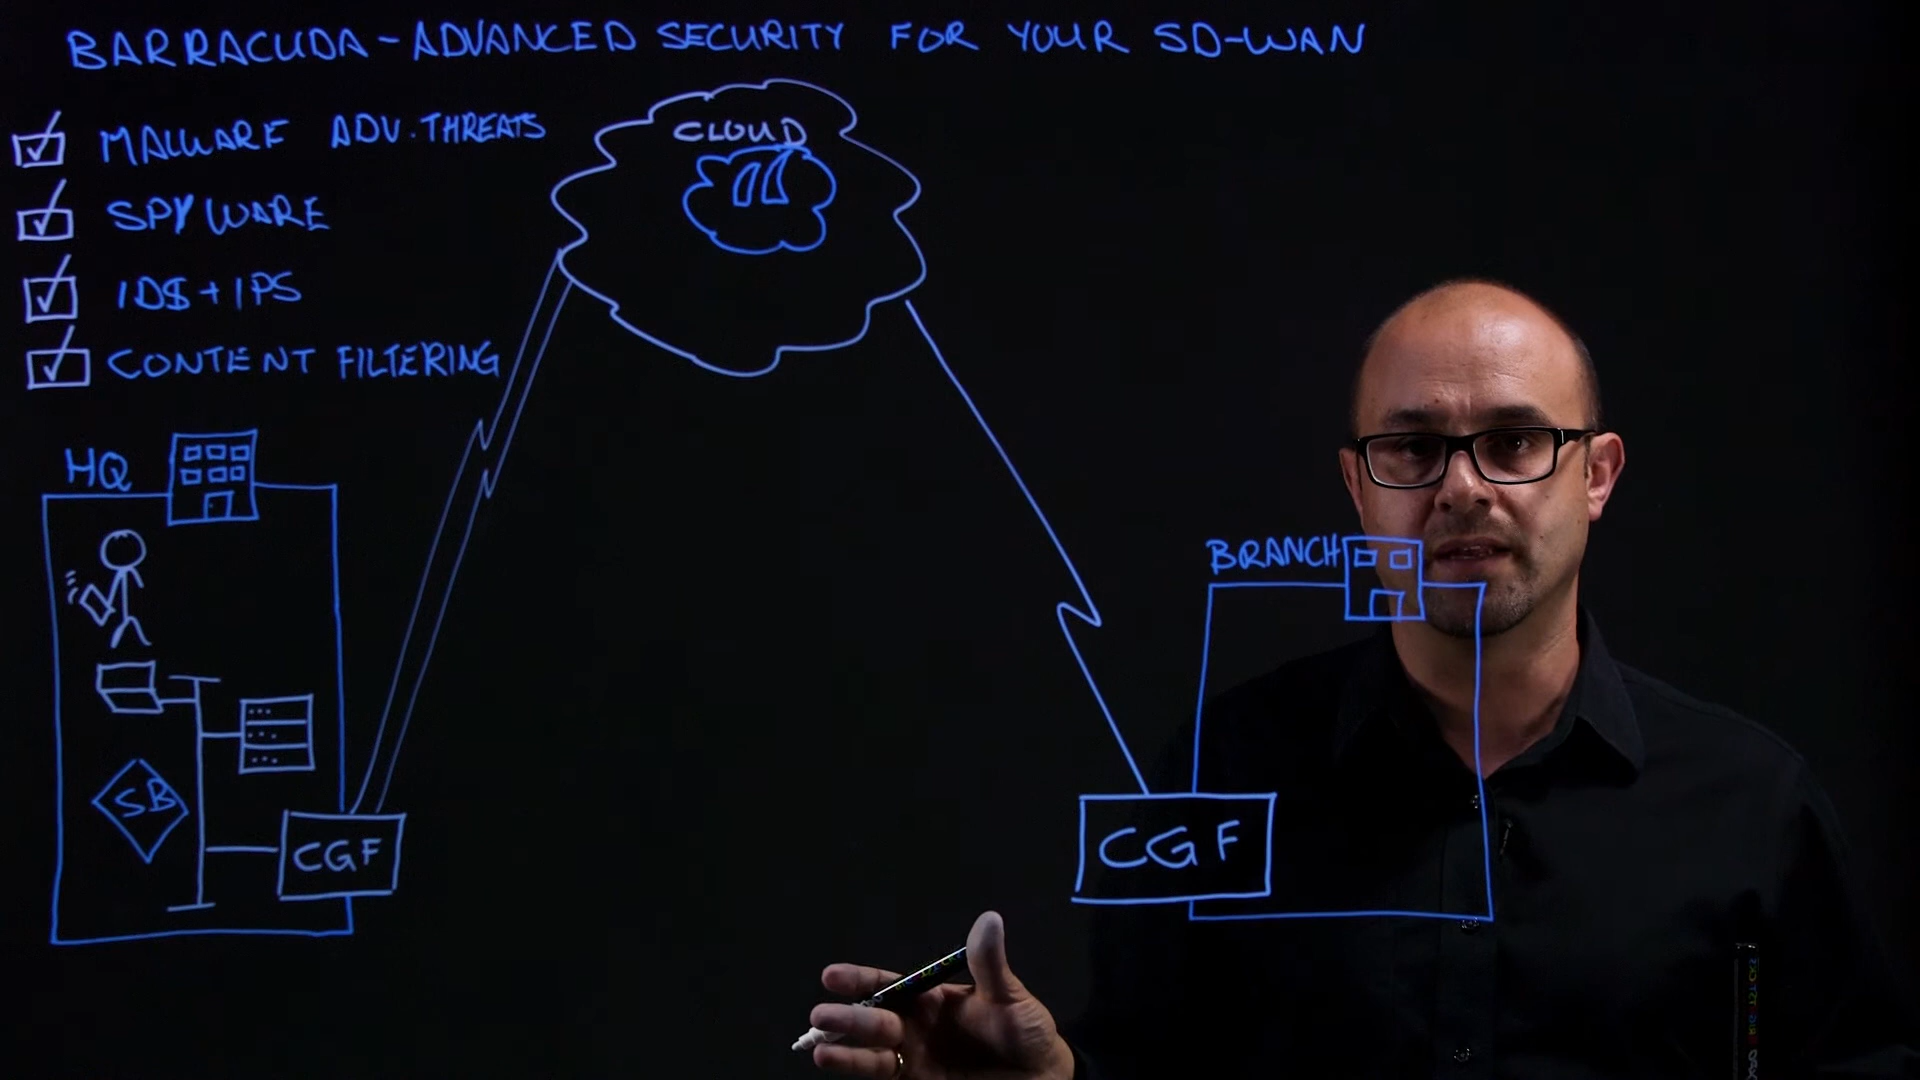 BARRACUDA - ADVANCED SECURITY FOR YOUR SD-WAN
MALWARE ADV. THREATS
SPYWARE
IDS + IPS
CONTENT FILTERING
CLOUD
HQ
BRANCH
SB
CGF
CGF